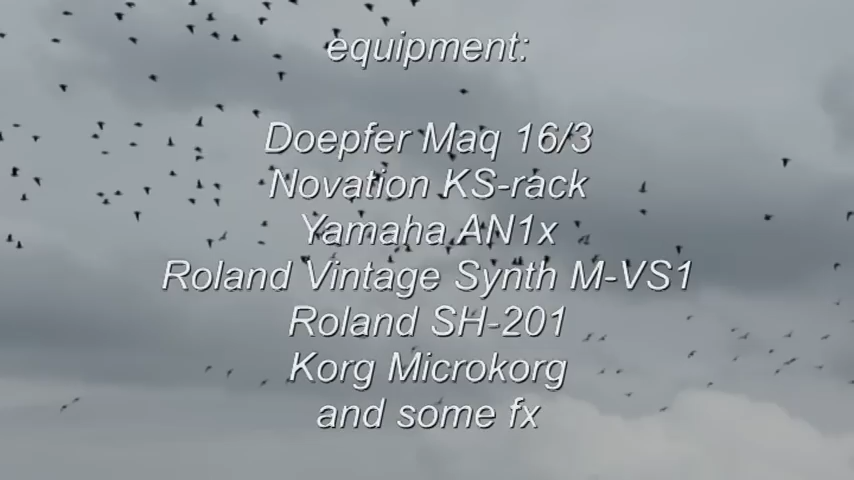 equipment:
Doepfer Maq 16/3
Novation KS-rack
Yamaha AN1x
Roland Vintage Synth M-VS1
Roland SH-201
Korg Microkorg
and some fx